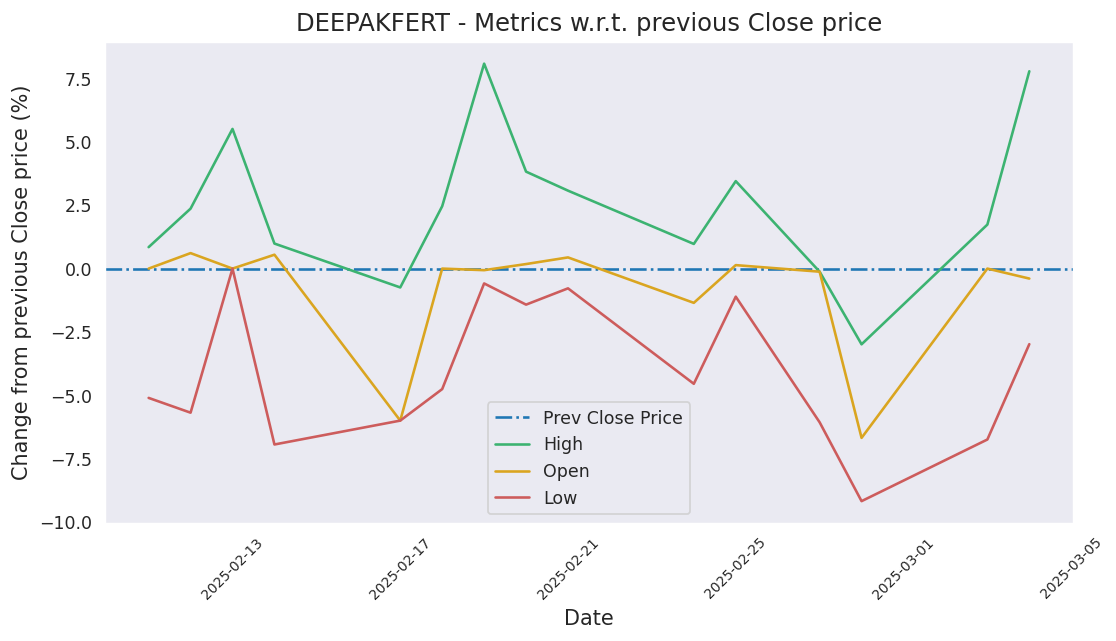 DEEPAKFERT - Metrics w.r.t. previous Close price
Change from previous Close price (%)
7.5
5.0
2.5
0.0
−2.5
−5.0
−7.5
−10.0
Prev Close Price
High
Open
Low
2025-02-13
2025-02-17
2025-02-21
2025-02-25
2025-03-01
2025-03-05
Date